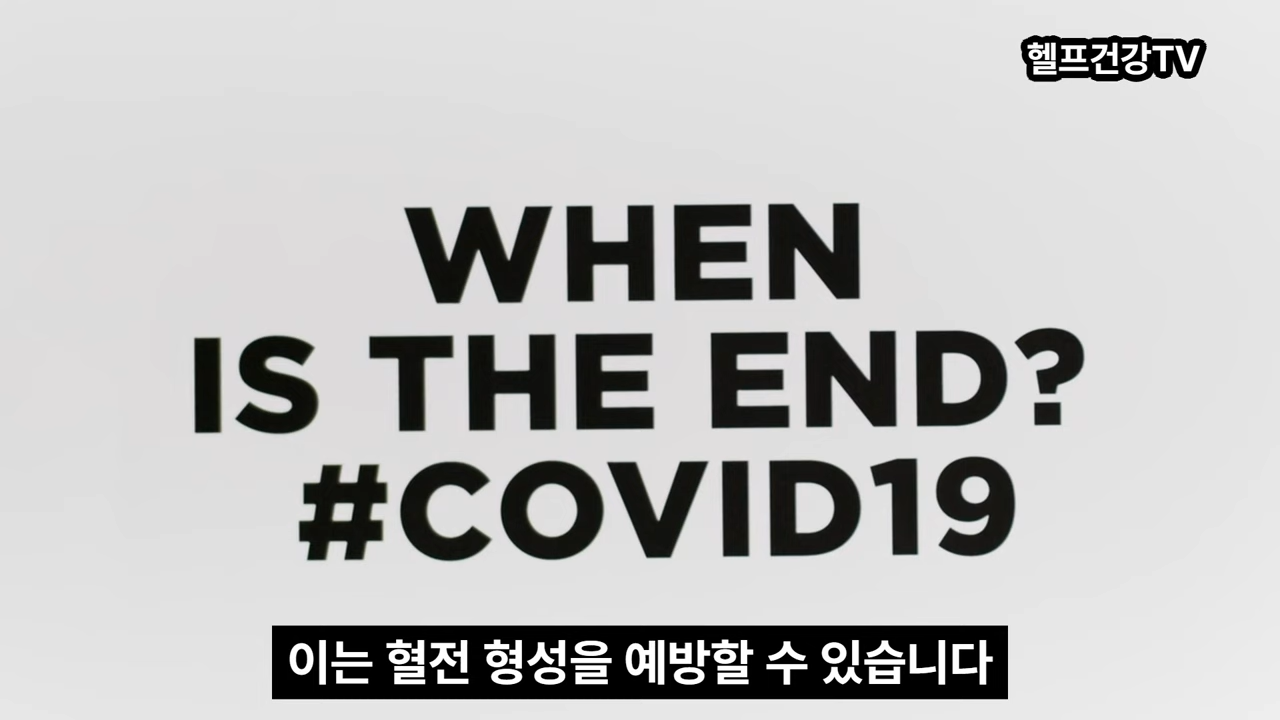 헬프건강TV
WHEN
IS THE END?
#COVID19
이는 혈전 형성을 예방할 수 있습니다